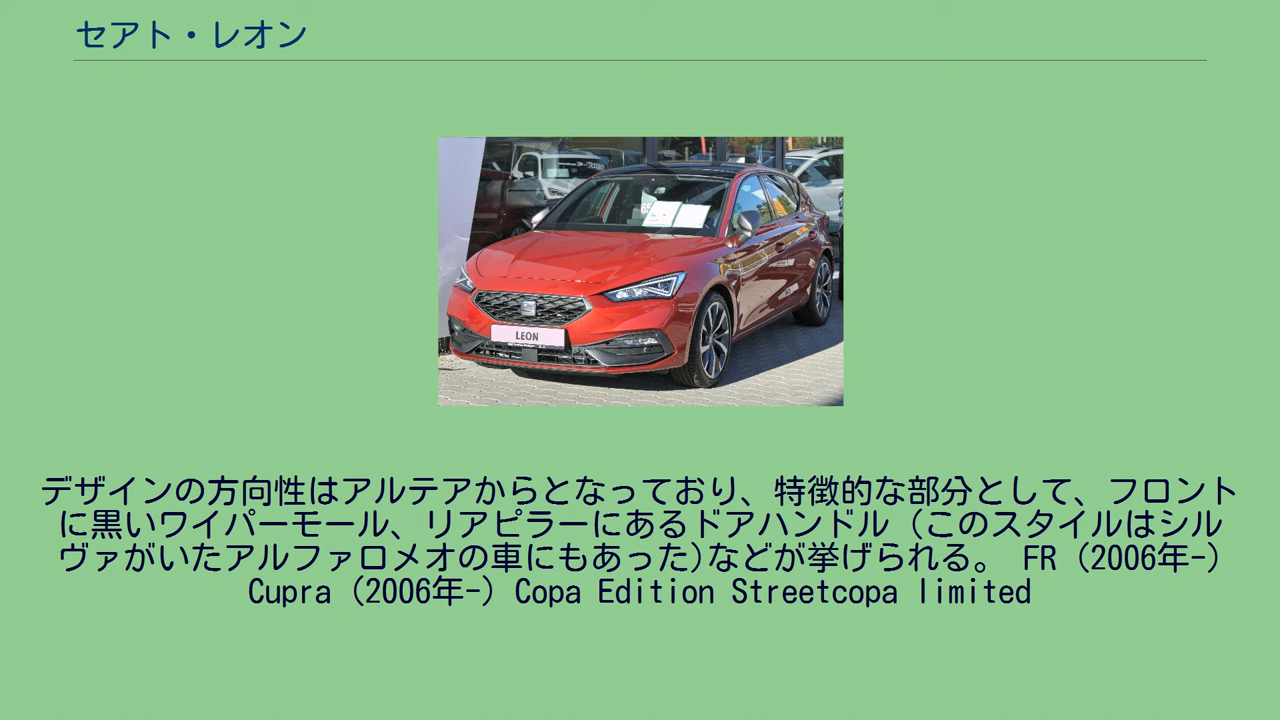 セアト・レオン
LEON
デザインの方向性はアルテアからとなっており、特徴的な部分として、フロント
に黒いワイパーモール、リアピラーにあるドアハンドル (このスタイルはシル
ヴァがいたアルファロメオの車にもあった)などが挙げられる。 FR (2006年-)
Cupra (2006年-) Copa Edition Streetcopa limited